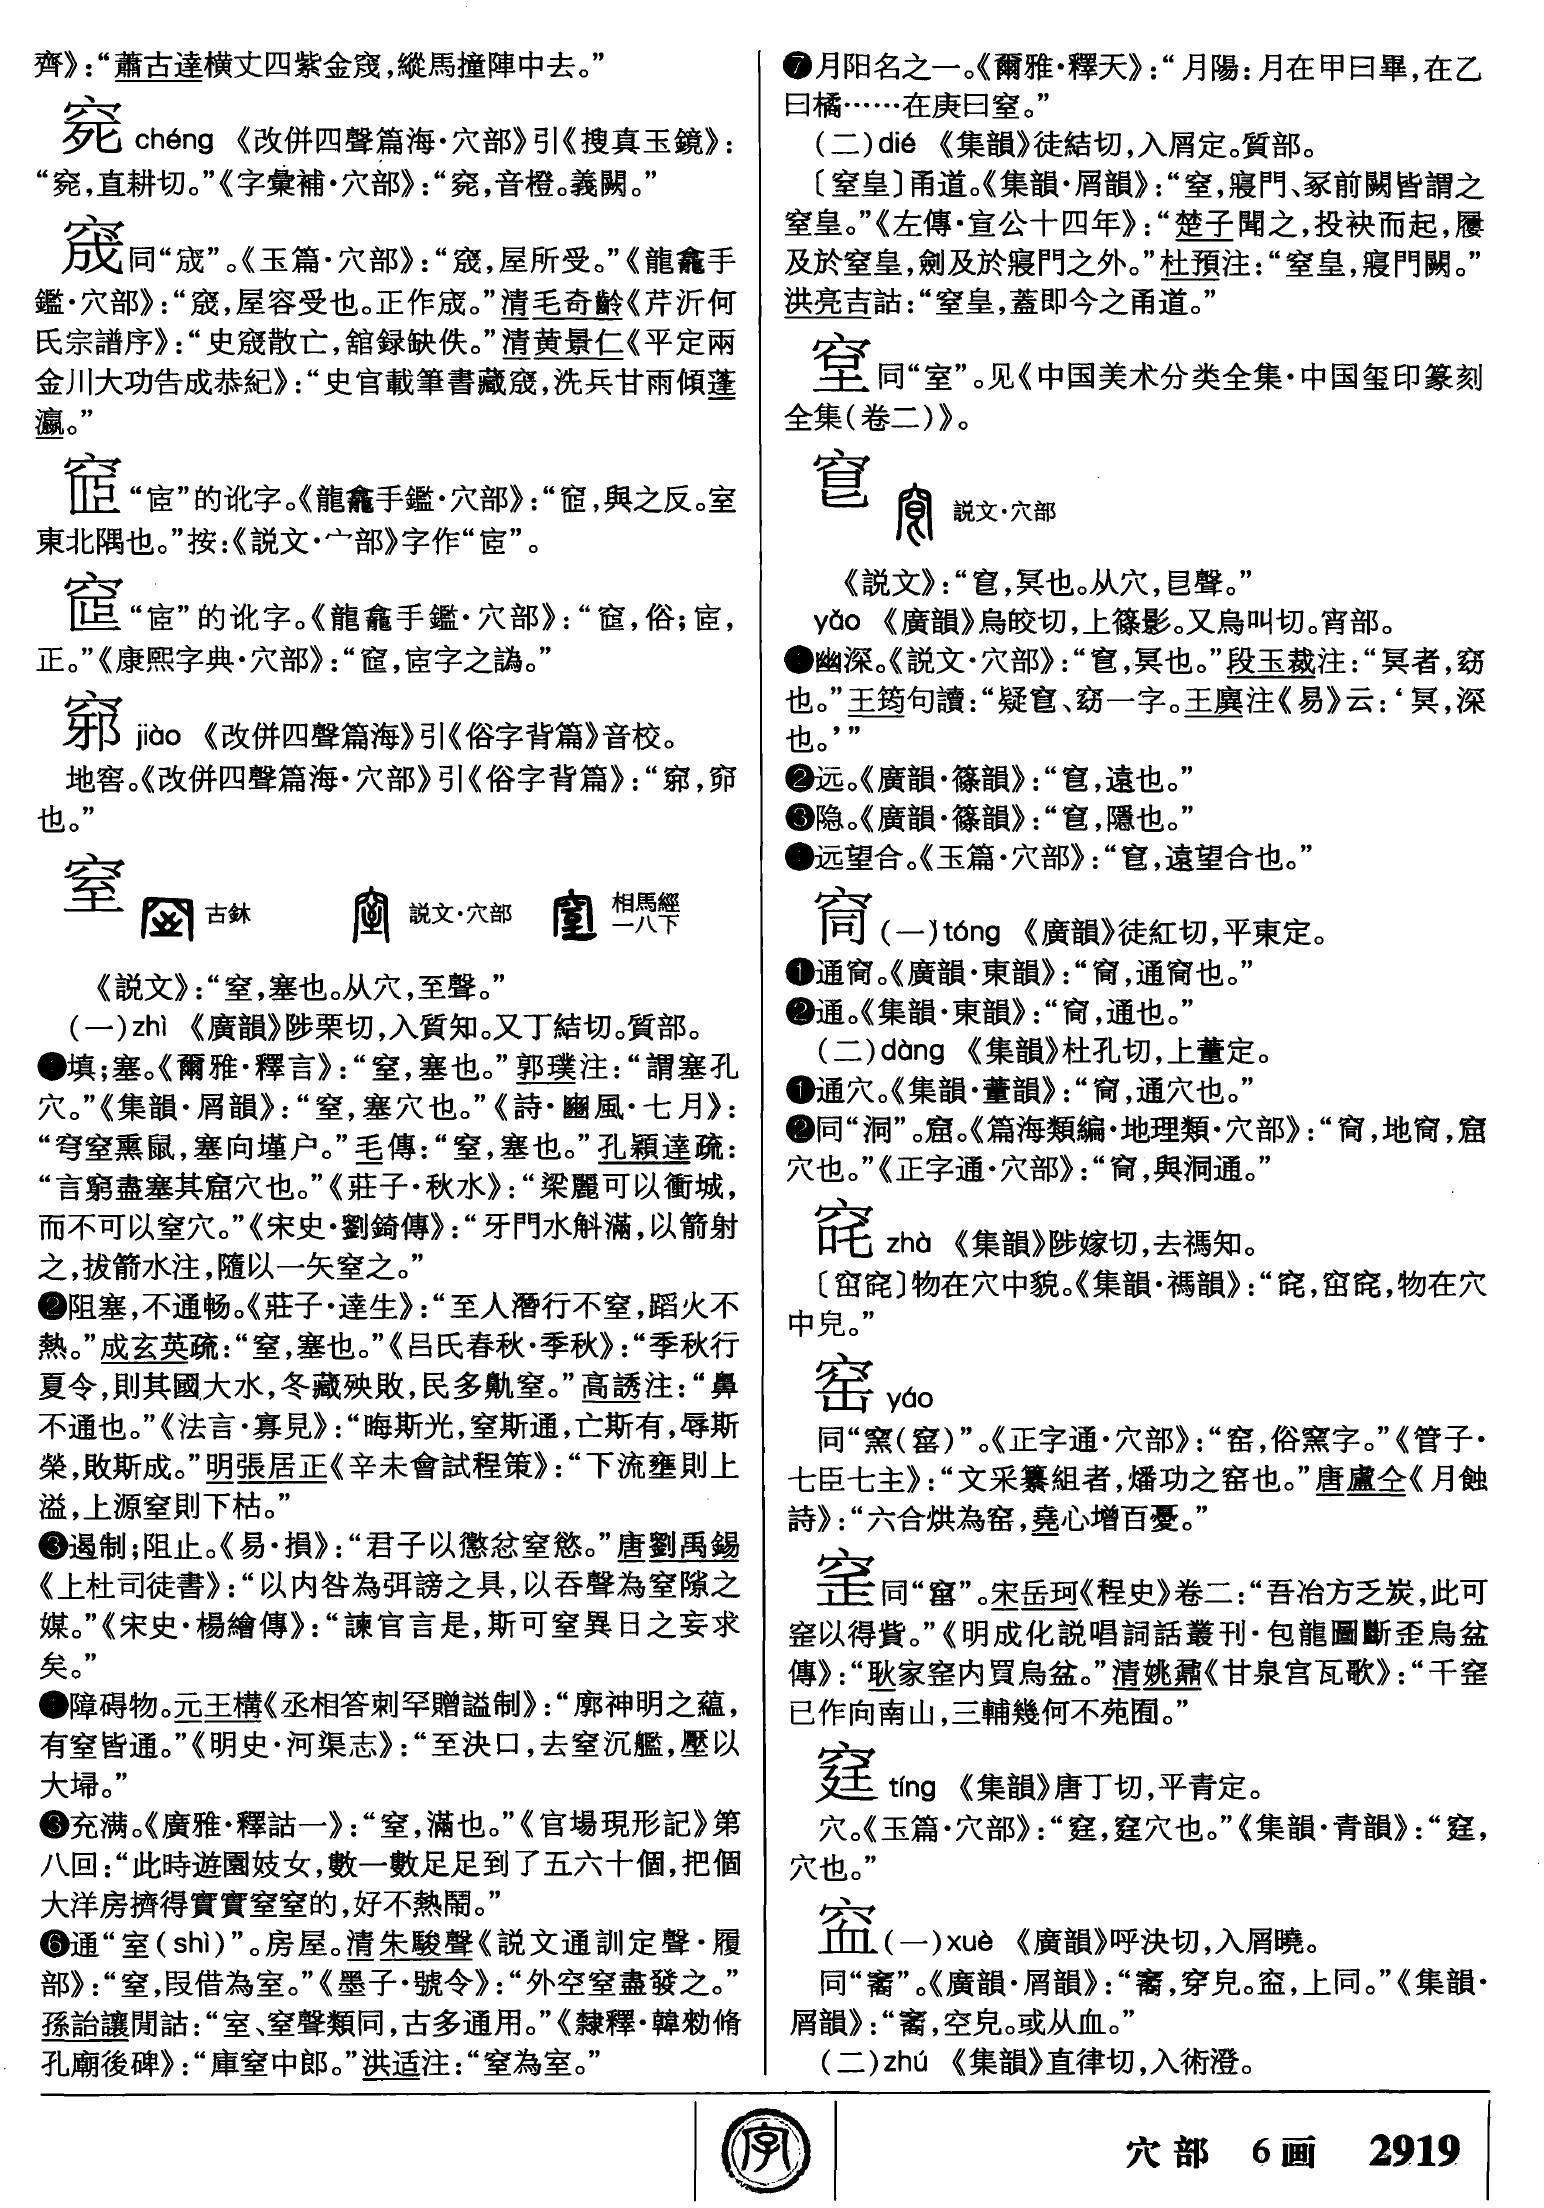 齊》：“蕭古達横丈四紫金窚，縱馬撞陣中去。”
chéng 《改併四聲篇海·穴部》引《搜真玉鏡》：
“，直耕切。”《字彙補·穴部》：“，音橙。義闕。”
窚 同“宬”。《玉篇·穴部》：“窚，屋所受。”《龍龕手
鑑·穴部》：“窚，屋容受也。正作宬。”清毛奇齡《芹沂何
氏宗譜序》：“史窚散亡，舘録缺佚。”清黄景仁《平定兩
金川大功告成恭紀》：“史官載筆書藏窚，洗兵甘雨傾蓬
瀛。”
“宧”的讹字。《龍龕手鑑·穴部》：“，與之反。室
東北隅也。”按：《説文·宀部》字作“宧”。
“宧”的讹字。《龍龕手鑑·穴部》：“，俗；宧，
正。”《康熙字典·穴部》：“，宧字之譌。”
jiào 《改併四聲篇海》引《俗字背篇》音校。
地窖。《改併四聲篇海·穴部》引《俗字背篇》：“，窌
也。”
窒 古鉢 説文·穴部 相馬經
一八下
《説文》：“窒，塞也。从穴，至聲。”
（一）zhì 《廣韻》陟栗切，入質知。又丁結切。質部。
❶填；塞。《爾雅·釋言》：“窒，塞也。”郭璞注：“謂塞孔
穴。”《集韻·屑韻》：“窒，塞穴也。”《詩·豳風·七月》：
“穹窒熏鼠，塞向墐户。”毛傳：“窒，塞也。”孔穎達疏：
“言窮盡塞其窟穴也。”《莊子·秋水》：“梁麗可以衝城，
而不可以窒穴。”《宋史·劉錡傳》：“牙門水斛滿，以箭射
之，拔箭水注，隨以一矢窒之。”
❷阻塞，不通畅。《莊子·達生》：“至人潛行不窒，蹈火不
熱。”成玄英疏：“窒，塞也。”《吕氏春秋·季秋》：“季秋行
夏令，則其國大水，冬藏殃敗，民多鼽窒。”高誘注：“鼻
不通也。”《法言·寡見》：“晦斯光，窒斯通，亡斯有，辱斯
榮，敗斯成。”明張居正《辛未會試程策》：“下流壅則上
溢，上源窒則下枯。”
❸遏制；阻止。《易·損》：“君子以懲忿窒慾。”唐劉禹錫
《上杜司徒書》：“以内咎為弭謗之具，以吞聲為窒隙之
媒。”《宋史·楊繪傳》：“諫官言是，斯可窒異日之妄求
矣。”
❹障碍物。元王構《丞相答刺罕贈謚制》：“廓神明之藴，
有窒皆通。”《明史·河渠志》：“至決口，去窒沉艦，壓以
大埽。”
❺充满。《廣雅·釋詁一》：“窒，滿也。”《官場現形記》第
八回：“此時遊園妓女，數一數足足到了五六十個，把個
大洋房擠得實實窒窒的，好不熱鬧。”
❻通“室（shì）”。房屋。清朱駿聲《説文通訓定聲·履
部》：“窒，叚借為室。”《墨子·號令》：“外空窒盡發之。”
孫詒讓閒詁：“室、窒聲類同，古多通用。”《隸釋·韓勑脩
孔廟後碑》：“庫窒中郎。”洪适注：“窒為室。”
❼月阳名之一。《爾雅·釋天》：“月陽：月在甲曰畢，在乙
曰橘……在庚曰窒。”
（二）dié 《集韻》徒結切，入屑定。質部。
〔窒皇〕甬道。《集韻·屑韻》：“窒，寢門、冢前闕皆謂之
窒皇。”《左傳·宣公十四年》：“楚子聞之，投袂而起，屨
及於窒皇，劍及於寢門之外。”杜預注：“窒皇，寢門闕。”
洪亮吉詁：“窒皇，蓋即今之甬道。”
同“室”。见《中国美术分类全集·中国玺印篆刻
全集（卷二）》。
窅 説文·穴部
《説文》：“窅，冥也。从穴，㠯聲。”
yǎo 《廣韻》烏皎切，上篠影。又烏叫切。宵部。
❶幽深。《説文·穴部》：“窅，冥也。”段玉裁注：“冥者，窈
也。”王筠句讀：“疑窅、窈一字。王廙注《易》云：‘冥，深
也。’”
❷远。《廣韻·篠韻》：“窅，遠也。”
❸隐。《廣韻·篠韻》：“窅，隱也。”
❹远望合。《玉篇·穴部》：“窅，遠望合也。”
（一）tóng 《廣韻》徒紅切，平東定。
❶通窗。《廣韻·東韻》：“，通也。”
❷通。《集韻·東韻》：“，通也。”
（二）dàng 《集韻》杜孔切，上董定。
❶通穴。《集韻·董韻》：“，通穴也。”
❷同“洞”。窟。《篇海類編·地理類·穴部》：“，地，窟
穴也。”《正字通·穴部》：“，與洞通。”
zhà 《集韻》陟嫁切，去禡知。
〔窋〕物在穴中貌。《集韻·禡韻》：“，窋，物在穴
中皃。”
窑 yáo
同“窯（窰）”。《正字通·穴部》：“窑，俗窯字。”《管子·
七臣七主》：“文采纂組者，燔功之窑也。”唐盧仝《月蝕
詩》：“六合烘為窑，堯心增百憂。”
同“窰”。宋岳珂《桯史》卷二：“吾冶方乏炭，此可
窑以得貲。”《明成化説唱詞話叢刊·包龍圖斷歪烏盆
傳》：“耿家内買烏盆。”清姚鼐《甘泉宫瓦歌》：“千
已作向南山，三輔幾何不苑囿。”
tíng 《集韻》唐丁切，平青定。
穴。《玉篇·穴部》：“，穴也。”《集韻·青韻》：“，
穴也。”
（一）xuè 《廣韻》呼決切，入屑曉。
同“”。《廣韻·屑韻》：“，穿皃。，上同。”《集韻·
屑韻》：“，空皃。或从血。”
（二）zhú 《集韻》直律切，入術澄。
字
穴部 6画 2919